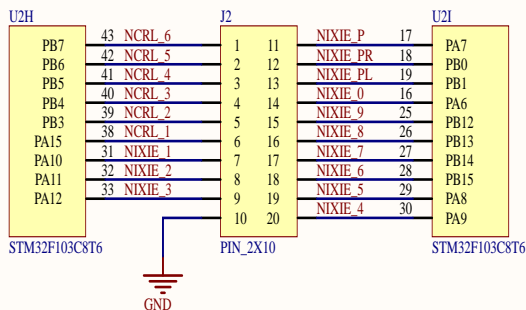 U2H J2 U2I
PB7 43 NCRL_6 1 11 NIXIE_P 17 PA7
PB6 42 NCRL_5 2 12 NIXIE_PR 18 PB0
PB5 41 NCRL_4 3 13 NIXIE_PL 19 PB1
PB4 40 NCRL_3 4 14 NIXIE_0 16 PA6
PB3 39 NCRL_2 5 15 NIXIE_9 25 PB12
PA15 38 NCRL_1 6 16 NIXIE_8 26 PB13
PA10 31 NIXIE_1 7 17 NIXIE_7 27 PB14
PA11 32 NIXIE_2 8 18 NIXIE_6 28 PB15
PA12 33 NIXIE_3 9 19 NIXIE_5 29 PA8
10 20 NIXIE_4 30 PA9
STM32F103C8T6 PIN_2X10 STM32F103C8T6
GND